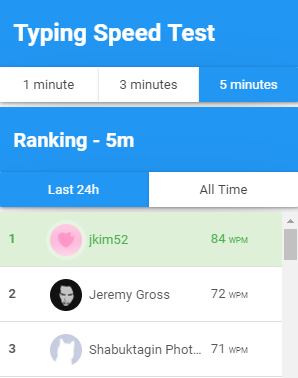 Typing Speed Test
1 minute 3 minutes 5 minutes
Ranking - 5m
Last 24h All Time
1 jkim52 84 WPM
2 Jeremy Gross 72 WPM
3 Shabuktagin Phot... 71 WPM